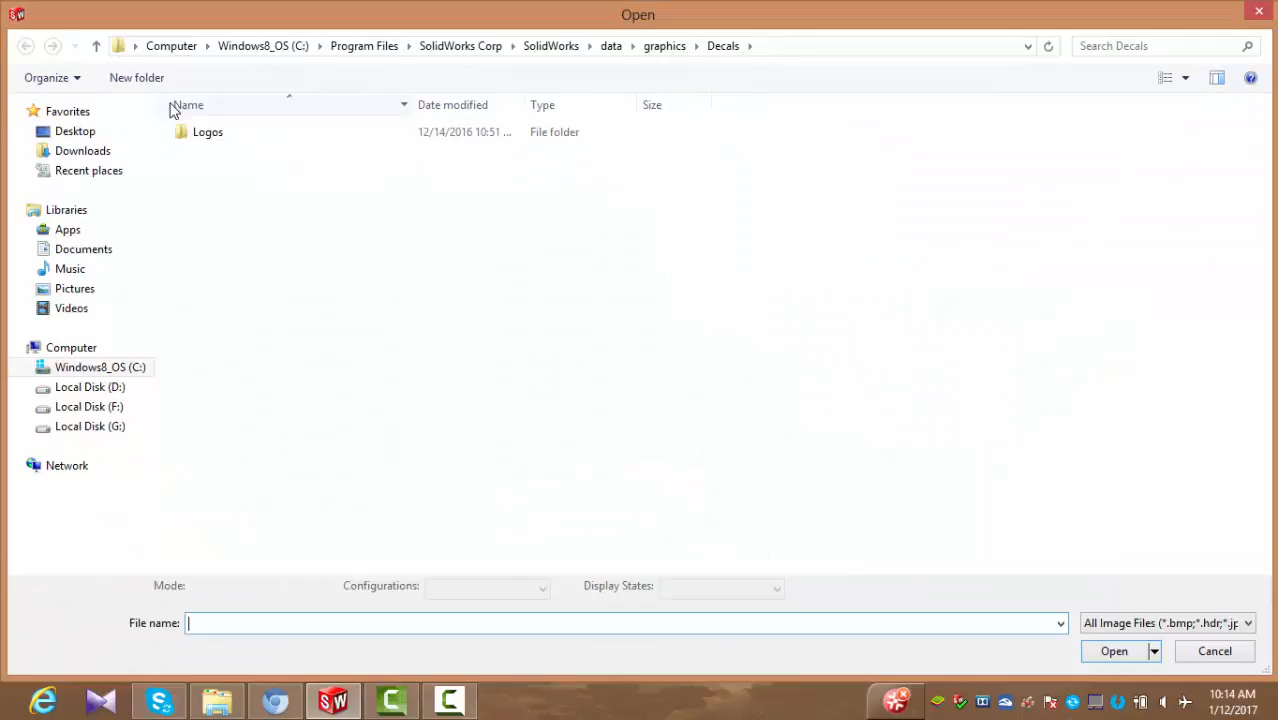 Open
Computer Windows8_OS (C:) Program Files SolidWorks Corp SolidWorks data graphics Decals
Search Decals
Organize
New folder
Name
Date modified
Type
Size
Logos
12/14/2016 10:51 ...
File folder
Favorites
Desktop
Downloads
Recent places
Libraries
Apps
Documents
Music
Pictures
Videos
Computer
Windows8_OS (C:)
Local Disk (D:)
Local Disk (F:)
Local Disk (G:)
Network
Mode:
Configurations:
Display States:
File name:
All Image Files (*.bmp;*.hdr;*.jp
Open
Cancel
SW
10:14 AM
1/12/2017